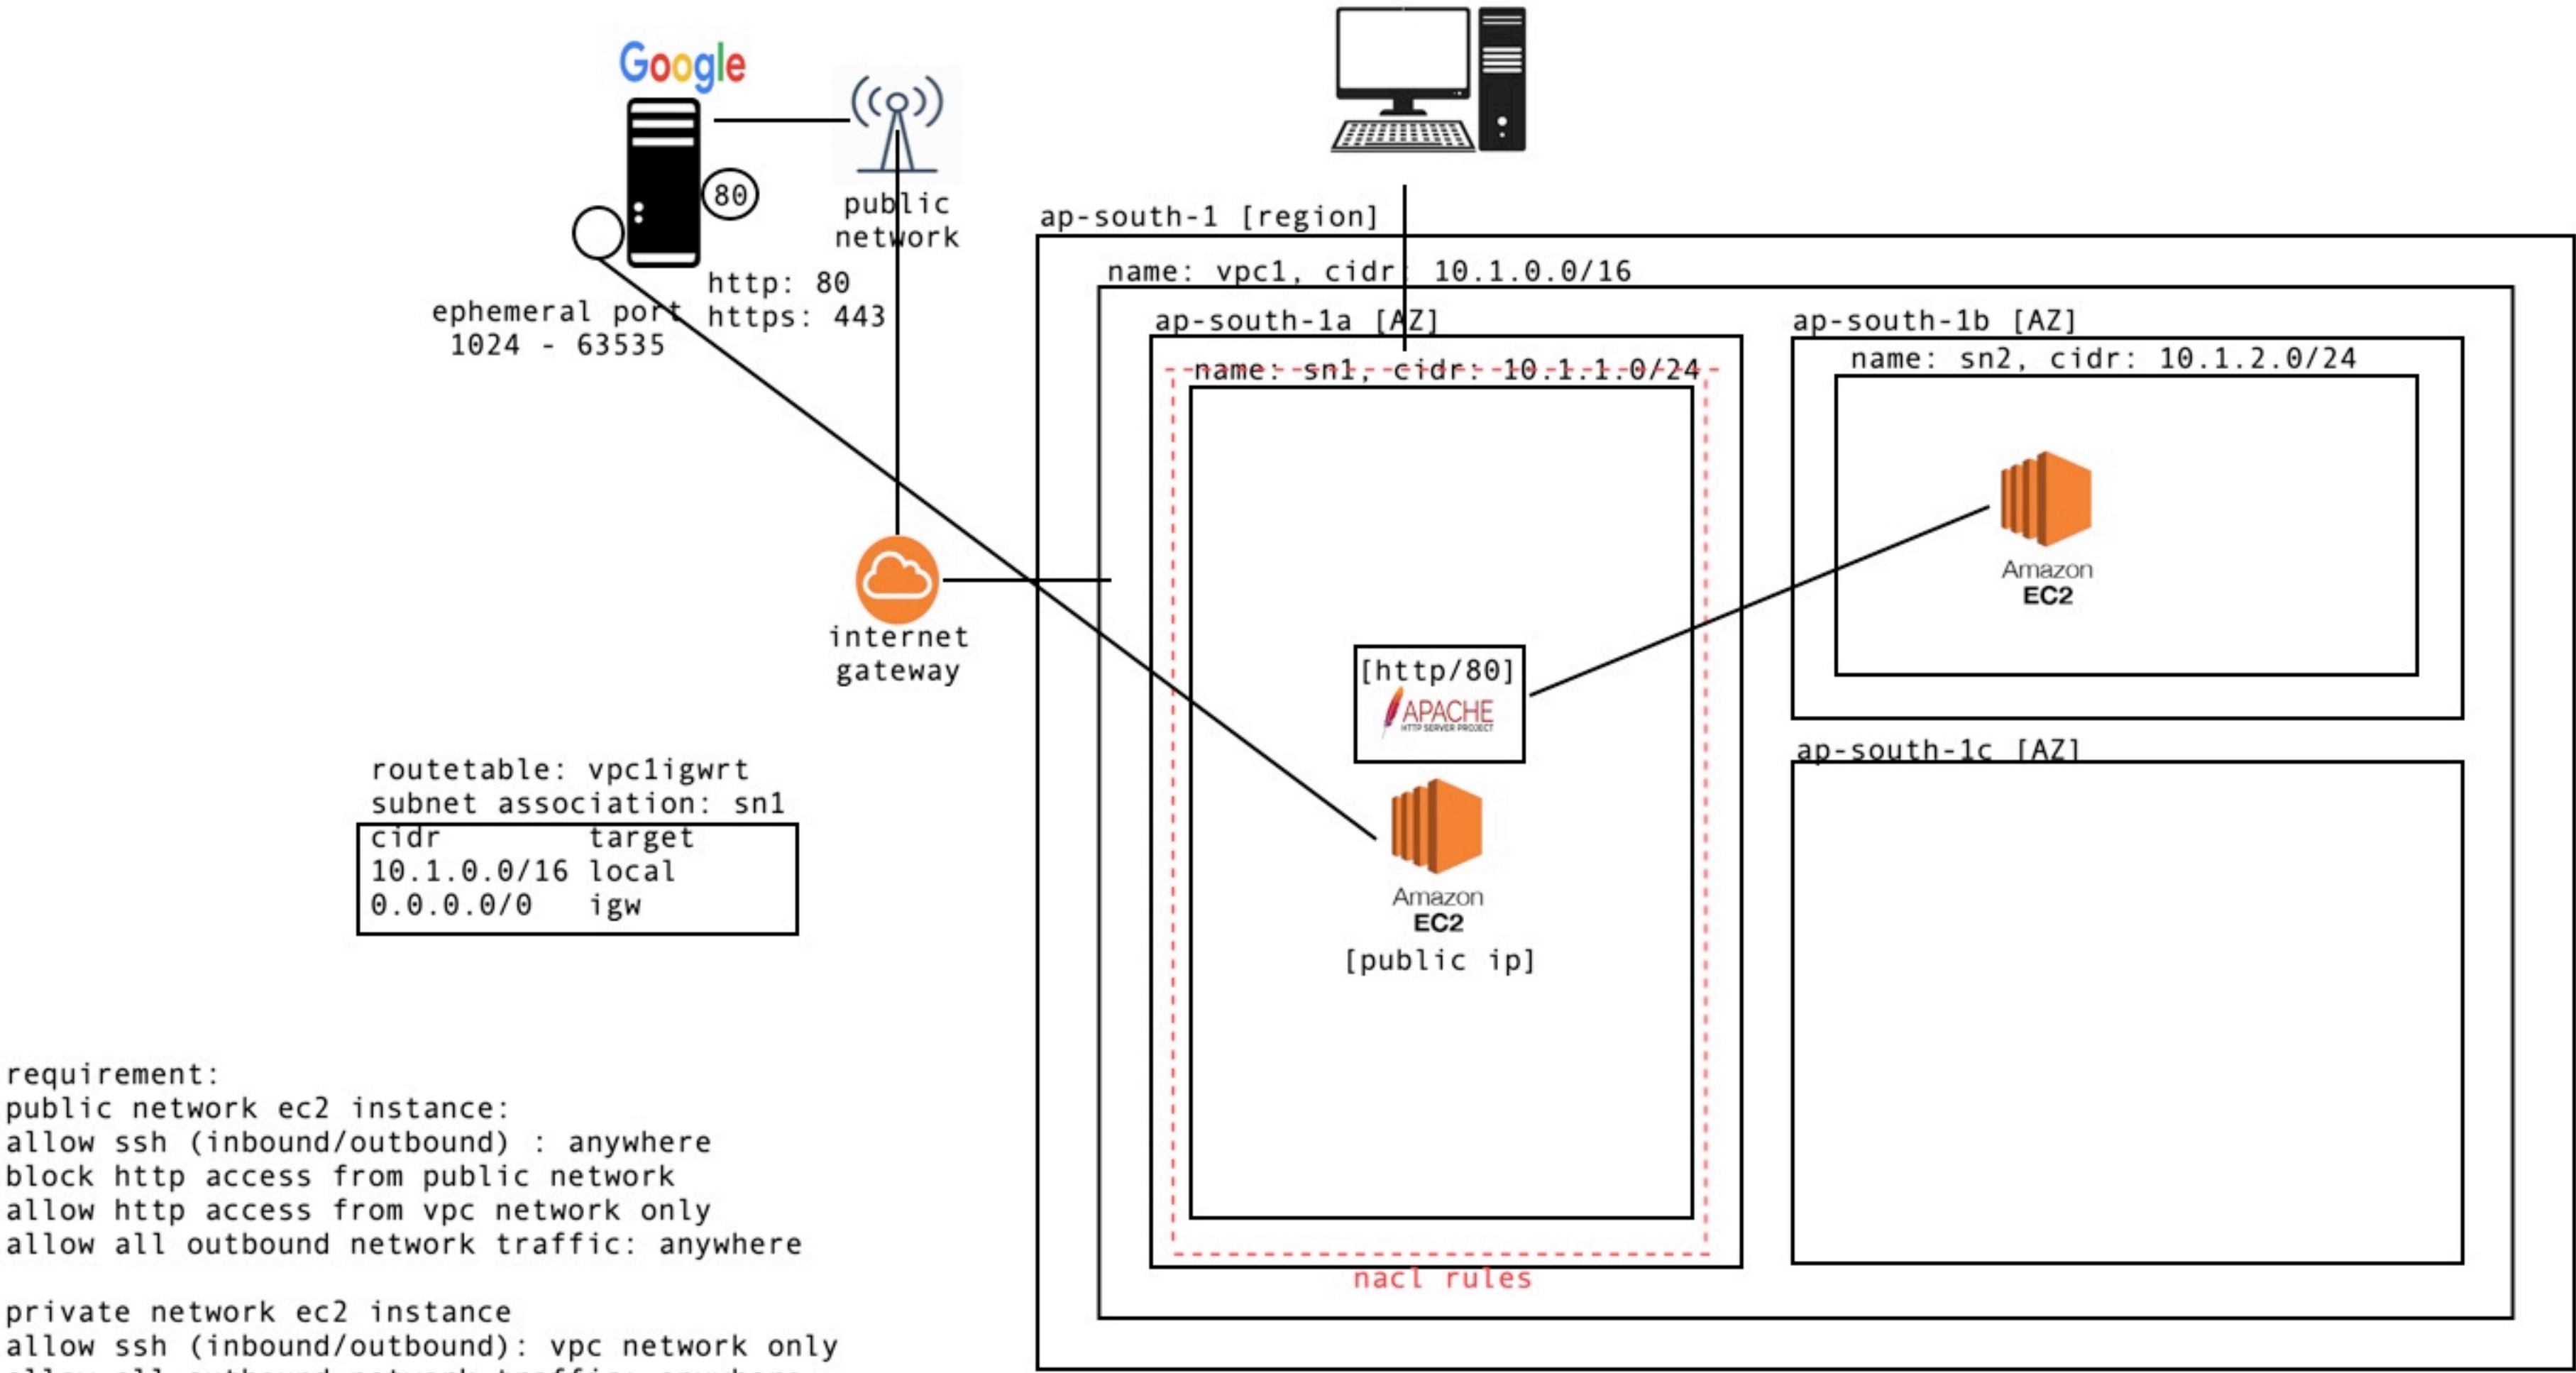 Google
80
public
network
http: 80
https: 443
ephemeral port
1024 - 63535
internet
gateway
routetable: vpc1igwrt
subnet association: sn1
cidr target
10.1.0.0/16 local
0.0.0.0/0 igw
requirement:
public network ec2 instance:
allow ssh (inbound/outbound) : anywhere
block http access from public network
allow http access from vpc network only
allow all outbound network traffic: anywhere
private network ec2 instance
allow ssh (inbound/outbound): vpc network only
ap-south-1 [region]
name: vpc1, cidr: 10.1.0.0/16
ap-south-1a [AZ]
name: sn1, cidr: 10.1.1.0/24
[http/80]
APACHE
HTTP SERVER PROJECT
Amazon
EC2
[public ip]
nacl rules
ap-south-1b [AZ]
name: sn2, cidr: 10.1.2.0/24
Amazon
EC2
ap-south-1c [AZ]